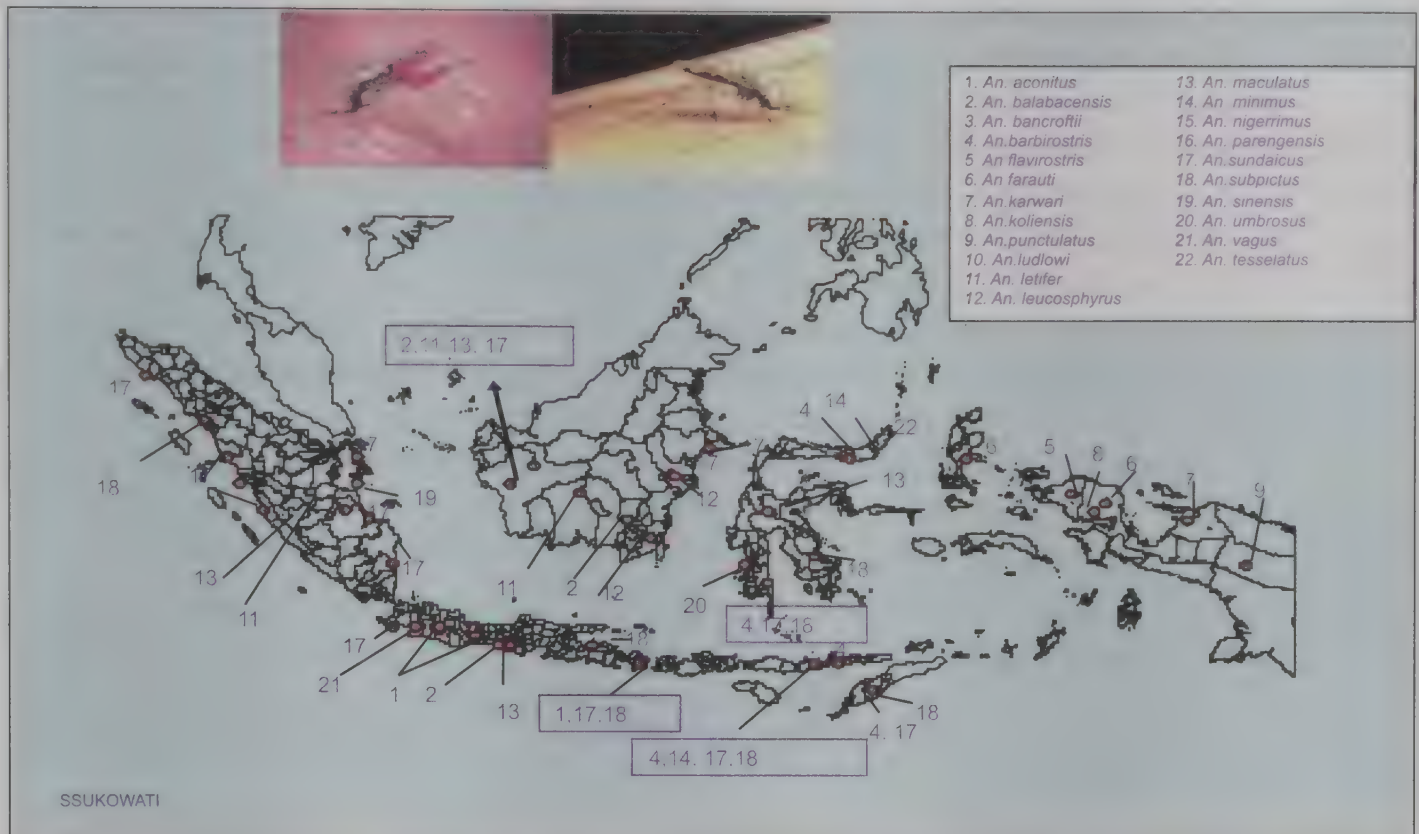 1. An. aconitus
2. An. balabacensis
3. An. bancroftii
4. An.barbirostris
5 An flavirostris
6. An farauti
7. An.karwari
8. An.koliensis
9. An.punctulatus
10. An.ludlowi
11. An. letifer
12. An. leucosphyrus
13. An. maculatus
14. An. minimus
15. An. nigerrimus
16. An. parengensis
17. An.sundaicus
18. An.subpictus
19. An. sinensis
20. An. umbrosus
21. An. vagus
22. An. tesselatus
2.11.13. 17
17
4
14
22
6
5
8
6
7
9
18
19
12
13
17
13
11
11
2
12
20
18
17
21
1
2
13
18
1,17.18
4,14. 17,18
18
4. 17
SSUKOWATI